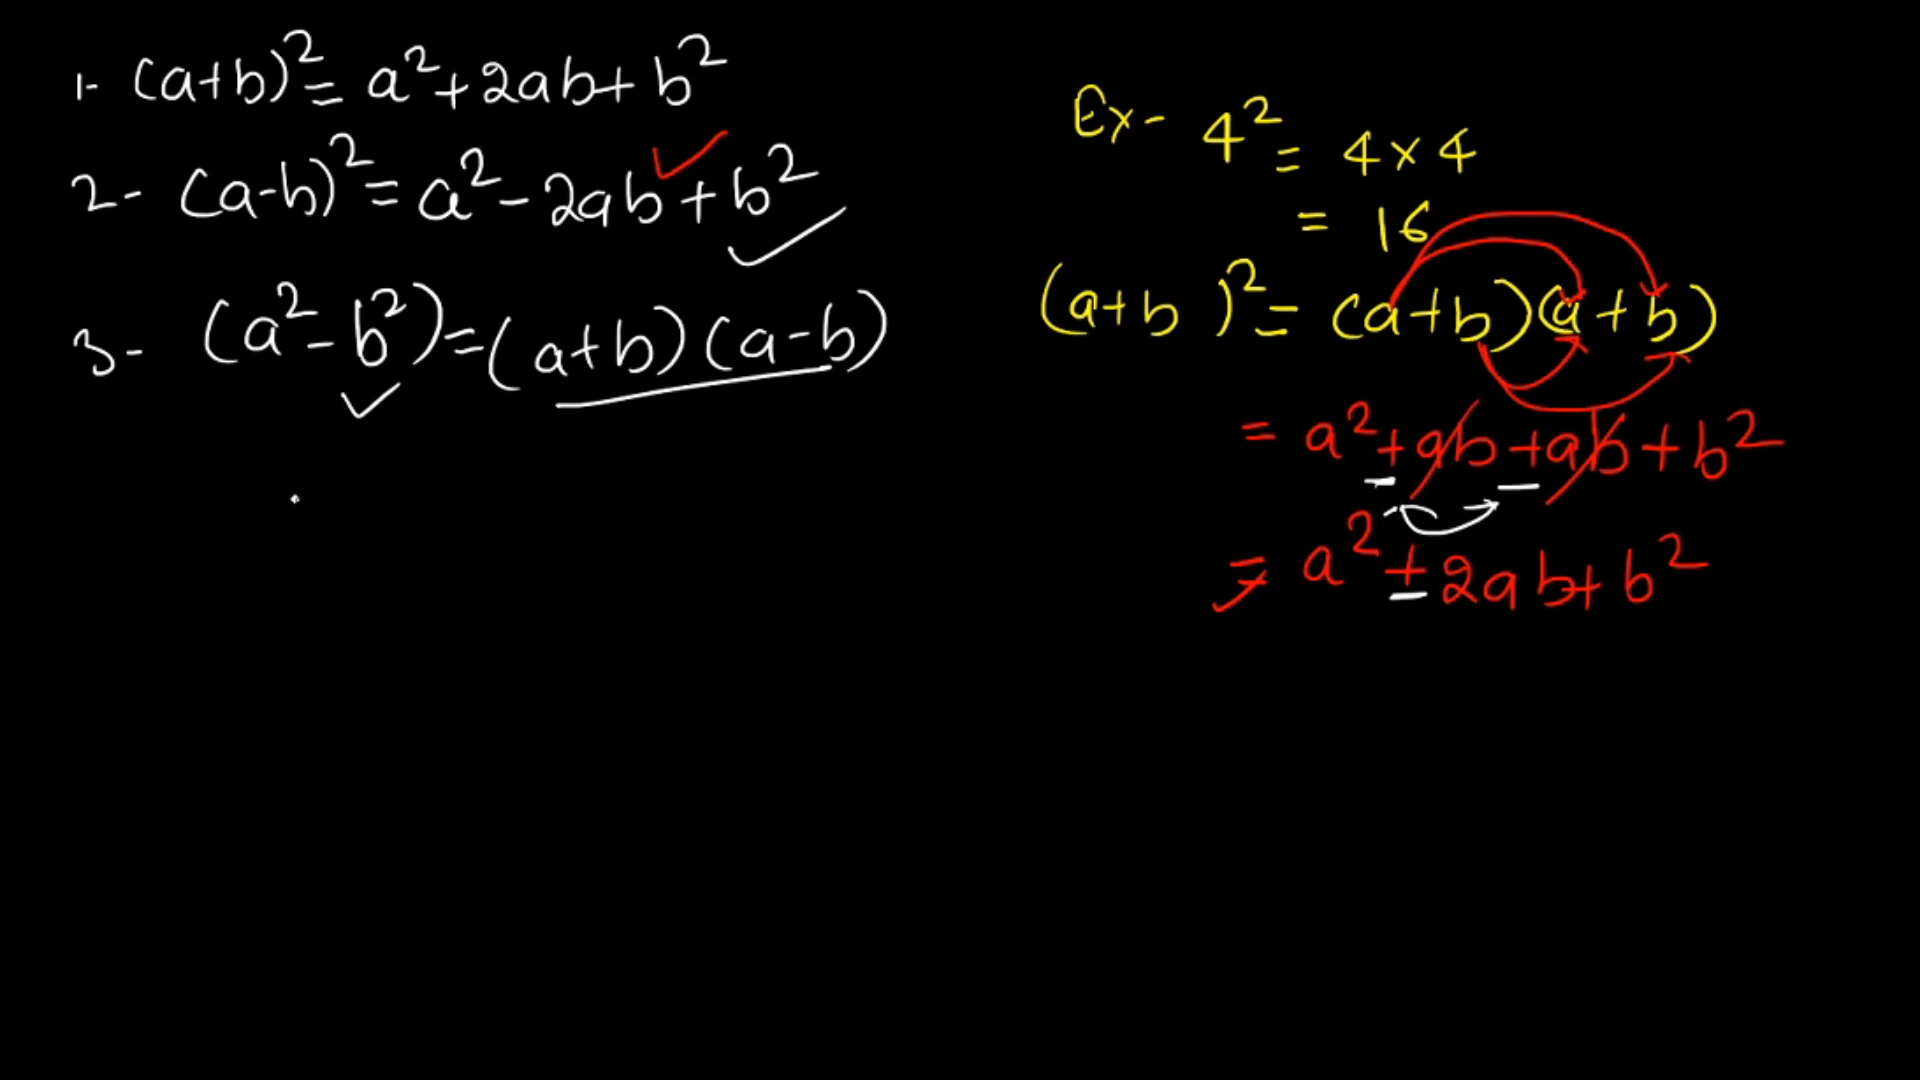 1- (a+b)² = a²+2ab+b²
2- (a-b)² = a²-2ab+b²
3- (a²-b²)=(a+b)(a-b)
Ex- 4² = 4×4
= 16
(a+b)² = (a+b)(a+b)
= a²+ab+ab+b²
= a²+2ab+b²